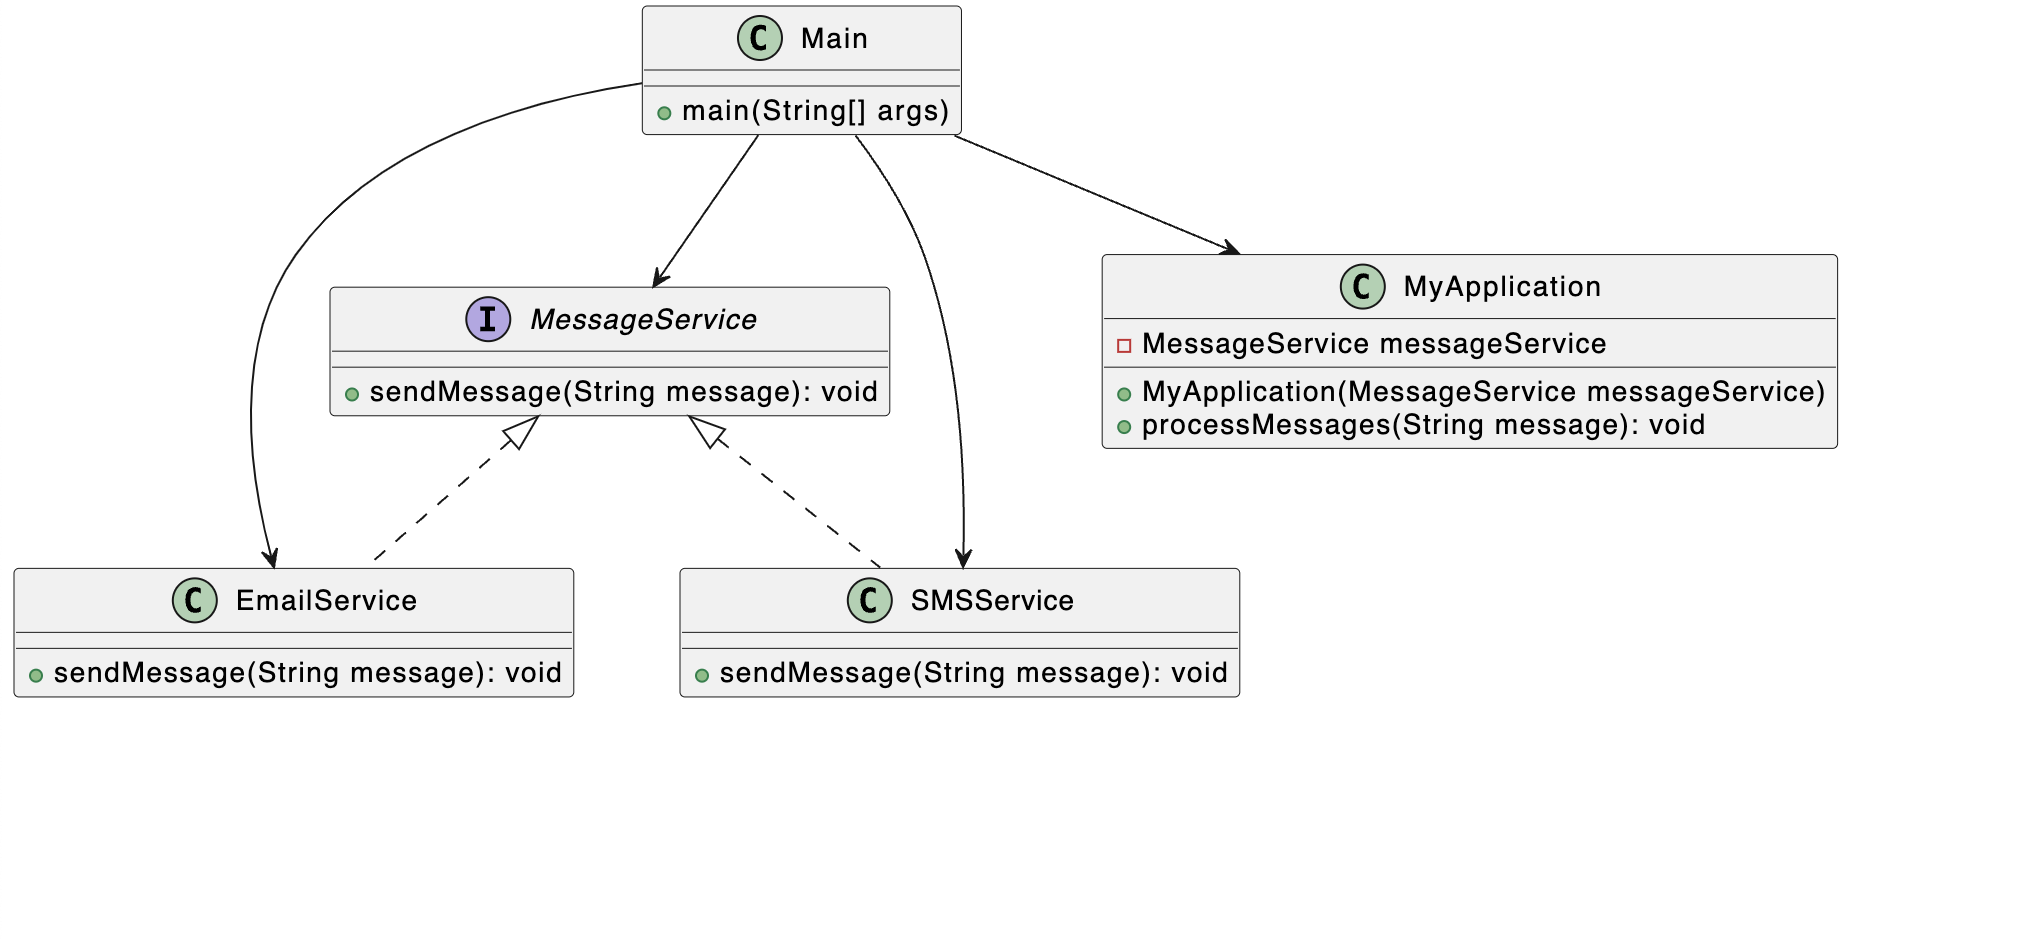 C Main
main(String[] args)
I MessageService
sendMessage(String message): void
C MyApplication
MessageService messageService
MyApplication(MessageService messageService)
processMessages(String message): void
C EmailService
sendMessage(String message): void
C SMSService
sendMessage(String message): void